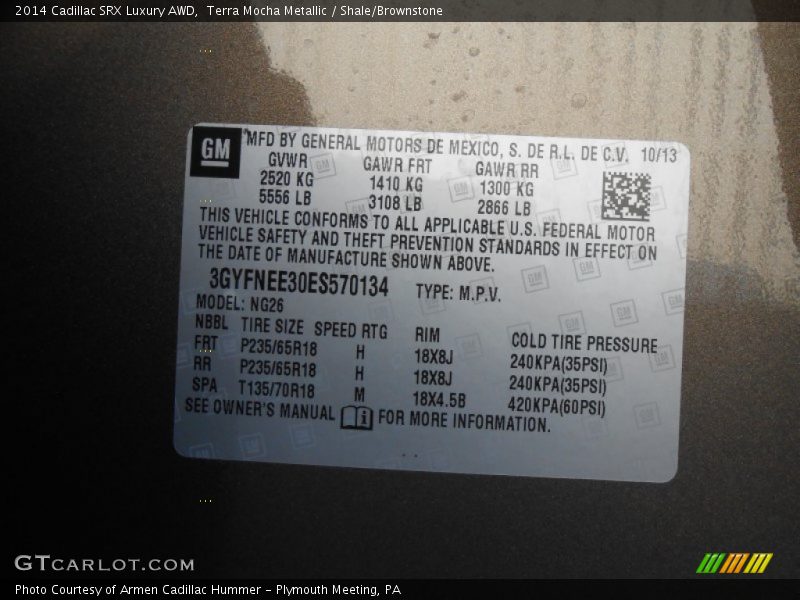 2014 Cadillac SRX Luxury AWD,  Terra Mocha Metallic / Shale/Brownstone
GM MFD BY GENERAL MOTORS DE MEXICO, S. DE R.L. DE C.V. 10/13
GVWR GAWR FRT GAWR RR
2520 KG 1410 KG 1300 KG
5556 LB 3108 LB 2866 LB
THIS VEHICLE CONFORMS TO ALL APPLICABLE U.S. FEDERAL MOTOR
VEHICLE SAFETY AND THEFT PREVENTION STANDARDS IN EFFECT ON
THE DATE OF MANUFACTURE SHOWN ABOVE.
3GYFNEE30ES570134 TYPE: M.P.V.
MODEL: NG26
NBBL TIRE SIZE SPEED RTG RIM COLD TIRE PRESSURE
FRT P235/65R18 H 18X8J 240KPA(35PSI)
RR P235/65R18 H 18X8J 240KPA(35PSI)
SPA T135/70R18 M 18X4.5B 420KPA(60PSI)
SEE OWNER'S MANUAL FOR MORE INFORMATION.
GTCARLOT.COM
Photo Courtesy of Armen Cadillac Hummer - Plymouth Meeting, PA